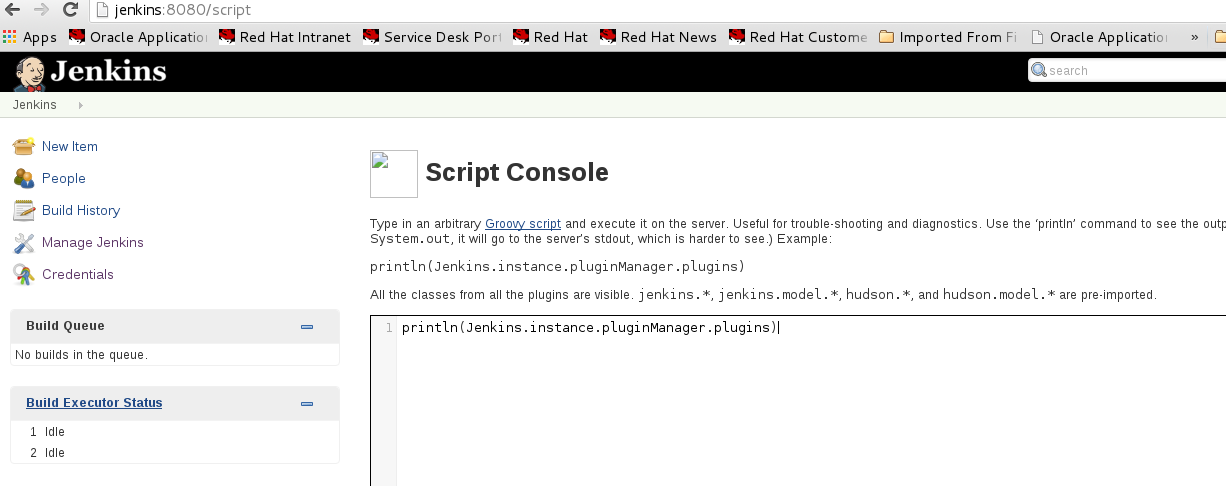 jenkins:8080/script
Apps Oracle Applicatio Red Hat Intranet Service Desk Port Red Hat Red Hat News Red Hat Custome Imported From Fi Oracle Applicatio »
Jenkins search
Jenkins
New Item
People
Build History
Manage Jenkins
Credentials
Build Queue
No builds in the queue.
Build Executor Status
1 Idle
2 Idle
Script Console
Type in an arbitrary Groovy script and execute it on the server. Useful for trouble-shooting and diagnostics. Use the 'println' command to see the outp
System.out, it will go to the server's stdout, which is harder to see.) Example:
println(Jenkins.instance.pluginManager.plugins)
All the classes from all the plugins are visible. jenkins.*, jenkins.model.*, hudson.*, and hudson.model.* are pre-imported.
1 println(Jenkins.instance.pluginManager.plugins)